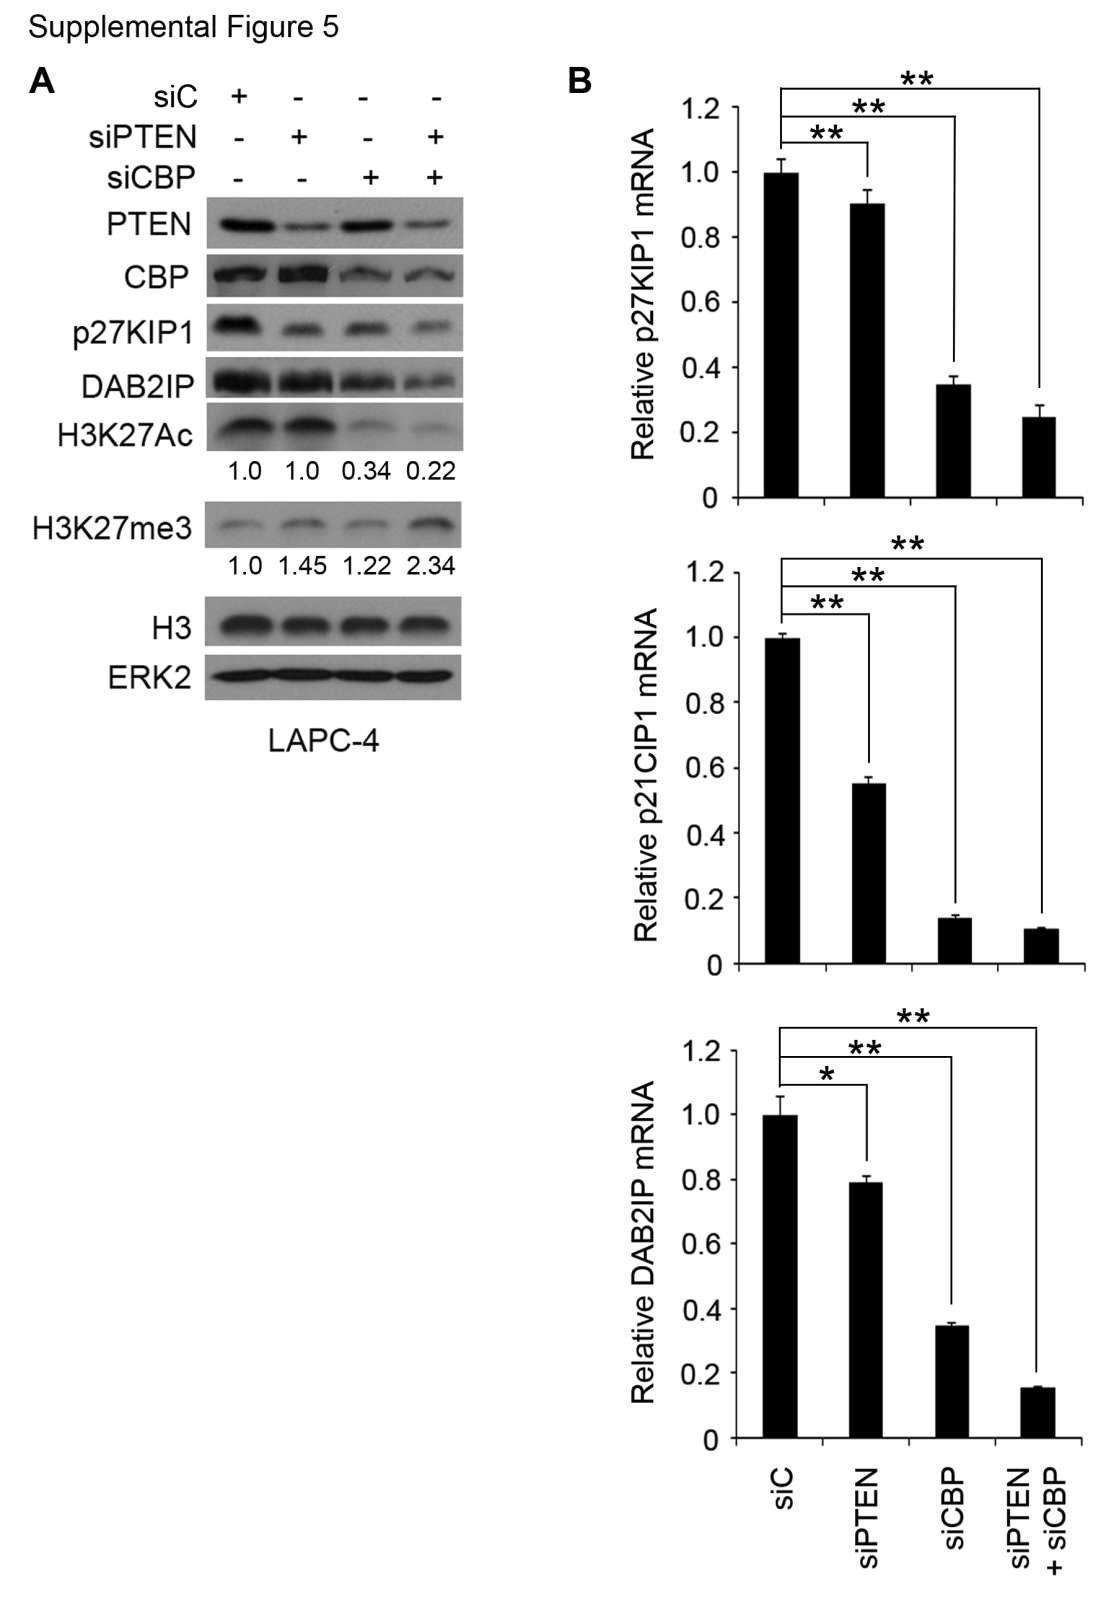 Supplemental Figure 5
A
siC + - - -
siPTEN - + - +
siCBP - - + +
PTEN
CBP
p27KIP1
DAB2IP
H3K27Ac
1.0 1.0 0.34 0.22
H3K27me3
1.0 1.45 1.22 2.34
H3
ERK2
LAPC-4
B
**
**
**
Relative p27KIP1 mRNA
1.2
1.0
0.8
0.6
0.4
0.2
0
**
**
**
Relative p21CIP1 mRNA
1.2
1.0
0.8
0.6
0.4
0.2
0
**
**
*
Relative DAB2IP mRNA
1.2
1.0
0.8
0.6
0.4
0.2
0
siC
siPTEN
siCBP
siPTEN
+ siCBP